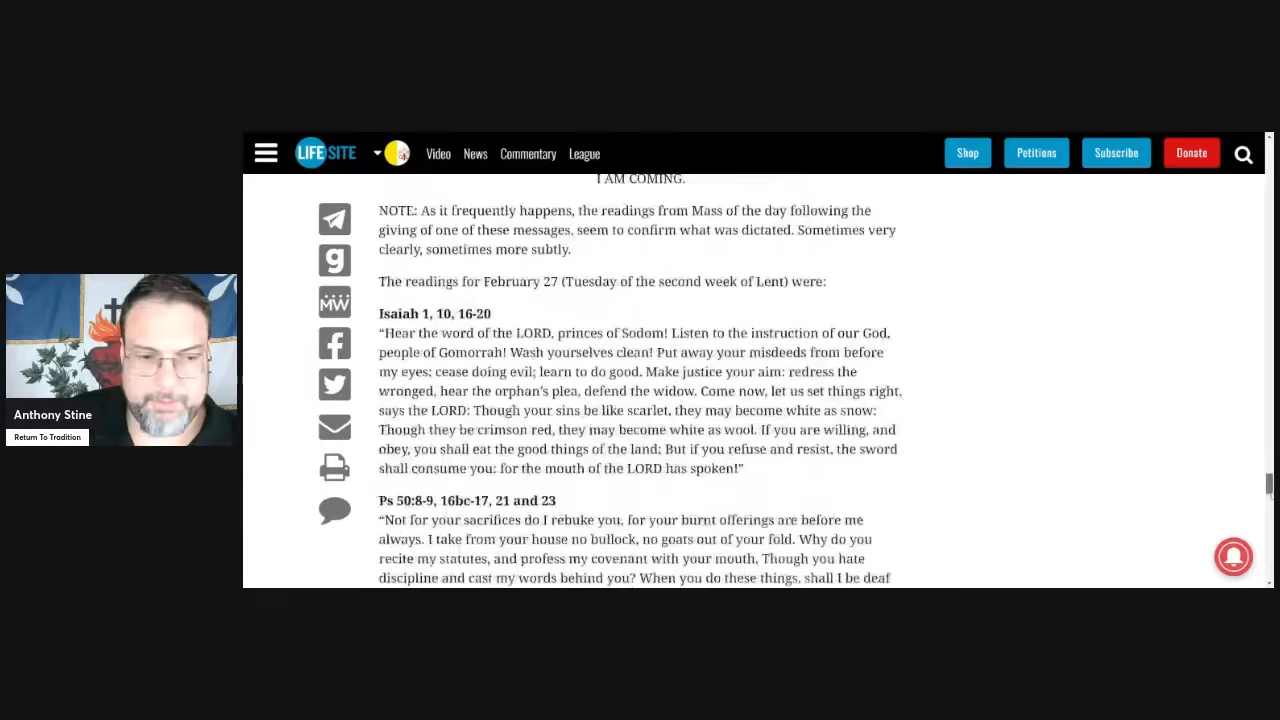 LIFE SITE Video News Commentary League Shop Petitions Subscribe Donate
I AM COMING.
NOTE: As it frequently happens, the readings from Mass of the day following the
giving of one of these messages, seem to confirm what was dictated. Sometimes very
clearly, sometimes more subtly.
The readings for February 27 (Tuesday of the second week of Lent) were:
Isaiah 1, 10, 16-20
“Hear the word of the LORD, princes of Sodom! Listen to the instruction of our God,
people of Gomorrah! Wash yourselves clean! Put away your misdeeds from before
my eyes; cease doing evil; learn to do good. Make justice your aim: redress the
wronged, hear the orphan’s plea, defend the widow. Come now, let us set things right,
says the LORD: Though your sins be like scarlet, they may become white as snow;
Though they be crimson red, they may become white as wool. If you are willing, and
obey, you shall eat the good things of the land; But if you refuse and resist, the sword
shall consume you: for the mouth of the LORD has spoken!”
Ps 50:8-9, 16bc-17, 21 and 23
“Not for your sacrifices do I rebuke you, for your burnt offerings are before me
always. I take from your house no bullock, no goats out of your fold. Why do you
recite my statutes, and profess my covenant with your mouth, Though you hate
discipline and cast my words behind you? When you do these things, shall I be deaf
g
MW
Anthony Stine
Return To Tradition